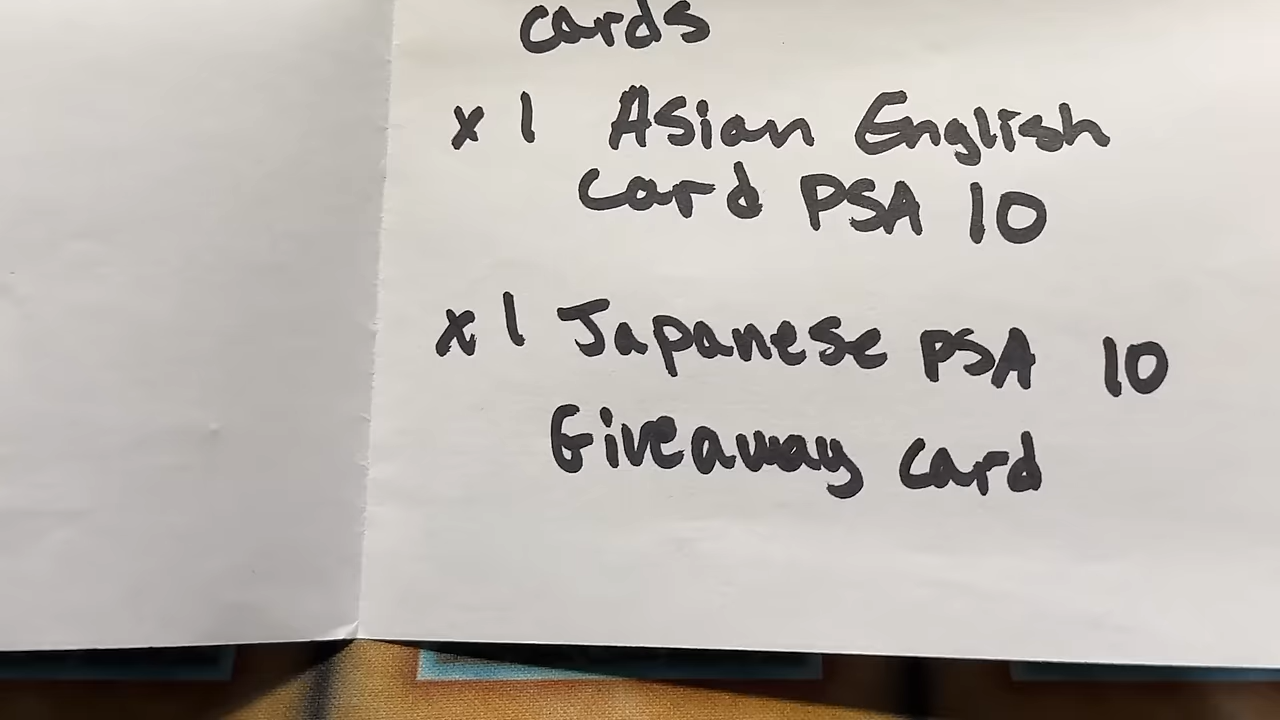 cards
x 1 Asian English
card PSA 10
x 1 Japanese PSA 10
Giveaway card